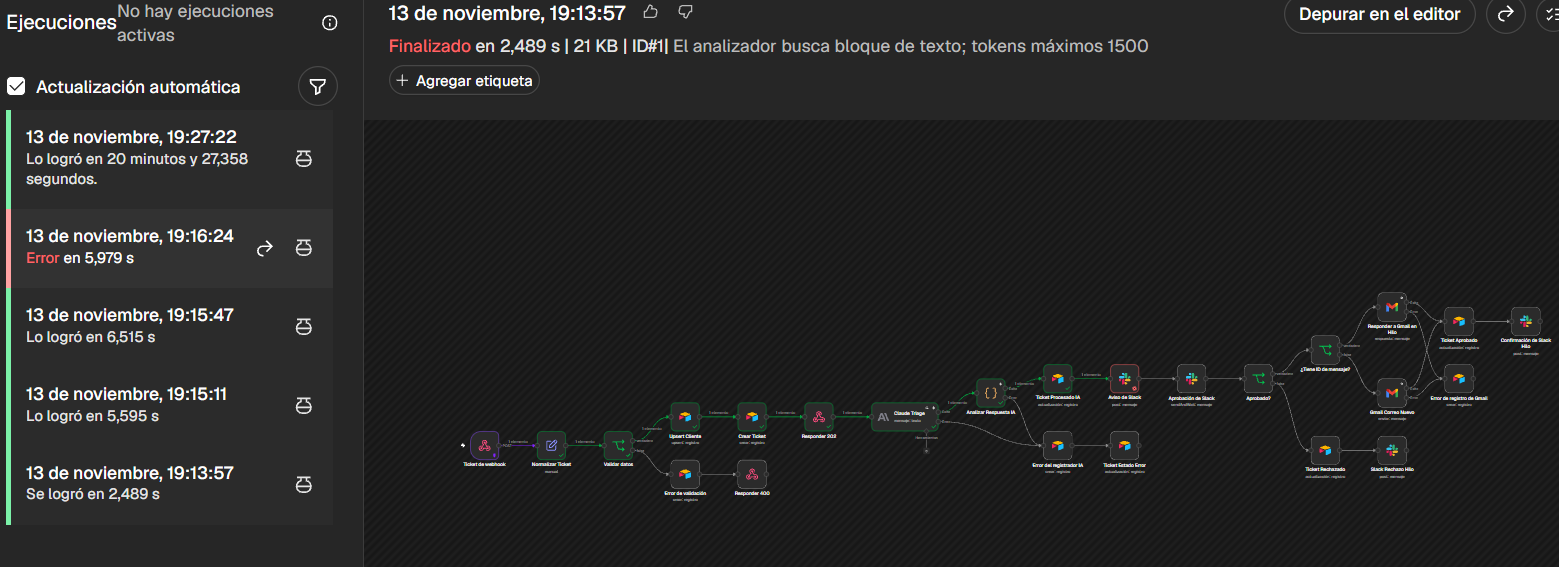 Ejecuciones
No hay ejecuciones
activas
Actualización automática
13 de noviembre, 19:27:22
Lo logró en 20 minutos y 27,358
segundos.
13 de noviembre, 19:16:24
Error en 5,979 s
13 de noviembre, 19:15:47
Lo logró en 6,515 s
13 de noviembre, 19:15:11
Lo logró en 5,595 s
13 de noviembre, 19:13:57
Se logró en 2,489 s
13 de noviembre, 19:13:57
Depurar en el editor
Finalizado en 2,489 s | 21 KB | ID#1| El analizador busca bloque de texto; tokens máximos 1500
+ Agregar etiqueta
Ticket de webhook
Normalizar Ticket
manual
Validar datos
Upsert Cliente
Crear Ticket
Responder 202
Error de validación
Responder 400
Claude Triage
Analizar Respuesta IA
Ticket Procesado IA
Aviso de Slack
Aprobación de Slack
Error del registrador IA
Ticket Estado Error
Aprobado?
¿Tiene ID de mensaje?
Responder a Gmail en
Hilo
Gmail Correo Nuevo
Ticket Aprobado
Confirmación de Slack
Hilo
Error de registro de Gmail
Ticket Rechazado
Slack Rechazo Hilo